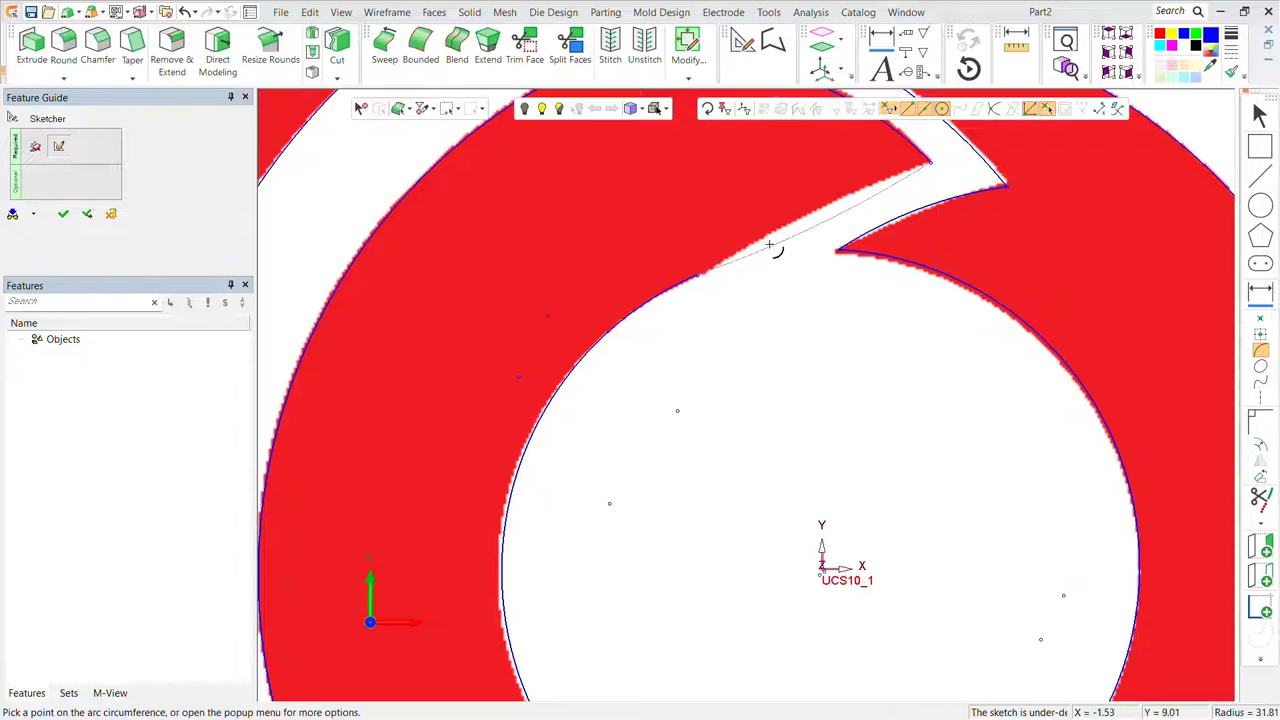 File Edit View Wireframe Faces Solid Mesh Die Design Parting Mold Design Electrode Tools Analysis Catalog Window Part2 Search
Extrude Round Chamfer Taper Remove & Extend Direct Modeling Resize Rounds Cut Sweep Bounded Blend Extend Trim Face Split Faces Stitch Unstitch Modify...
Feature Guide
Sketcher
Required
Optional
Features
Search
Name
Objects
Y
Z X
UCS10_1
Features Sets M-View
Pick a point on the arc circumference, or open the popup menu for more options. The sketch is under-de X = -1.53 Y = 9.01 Radius = 31.81